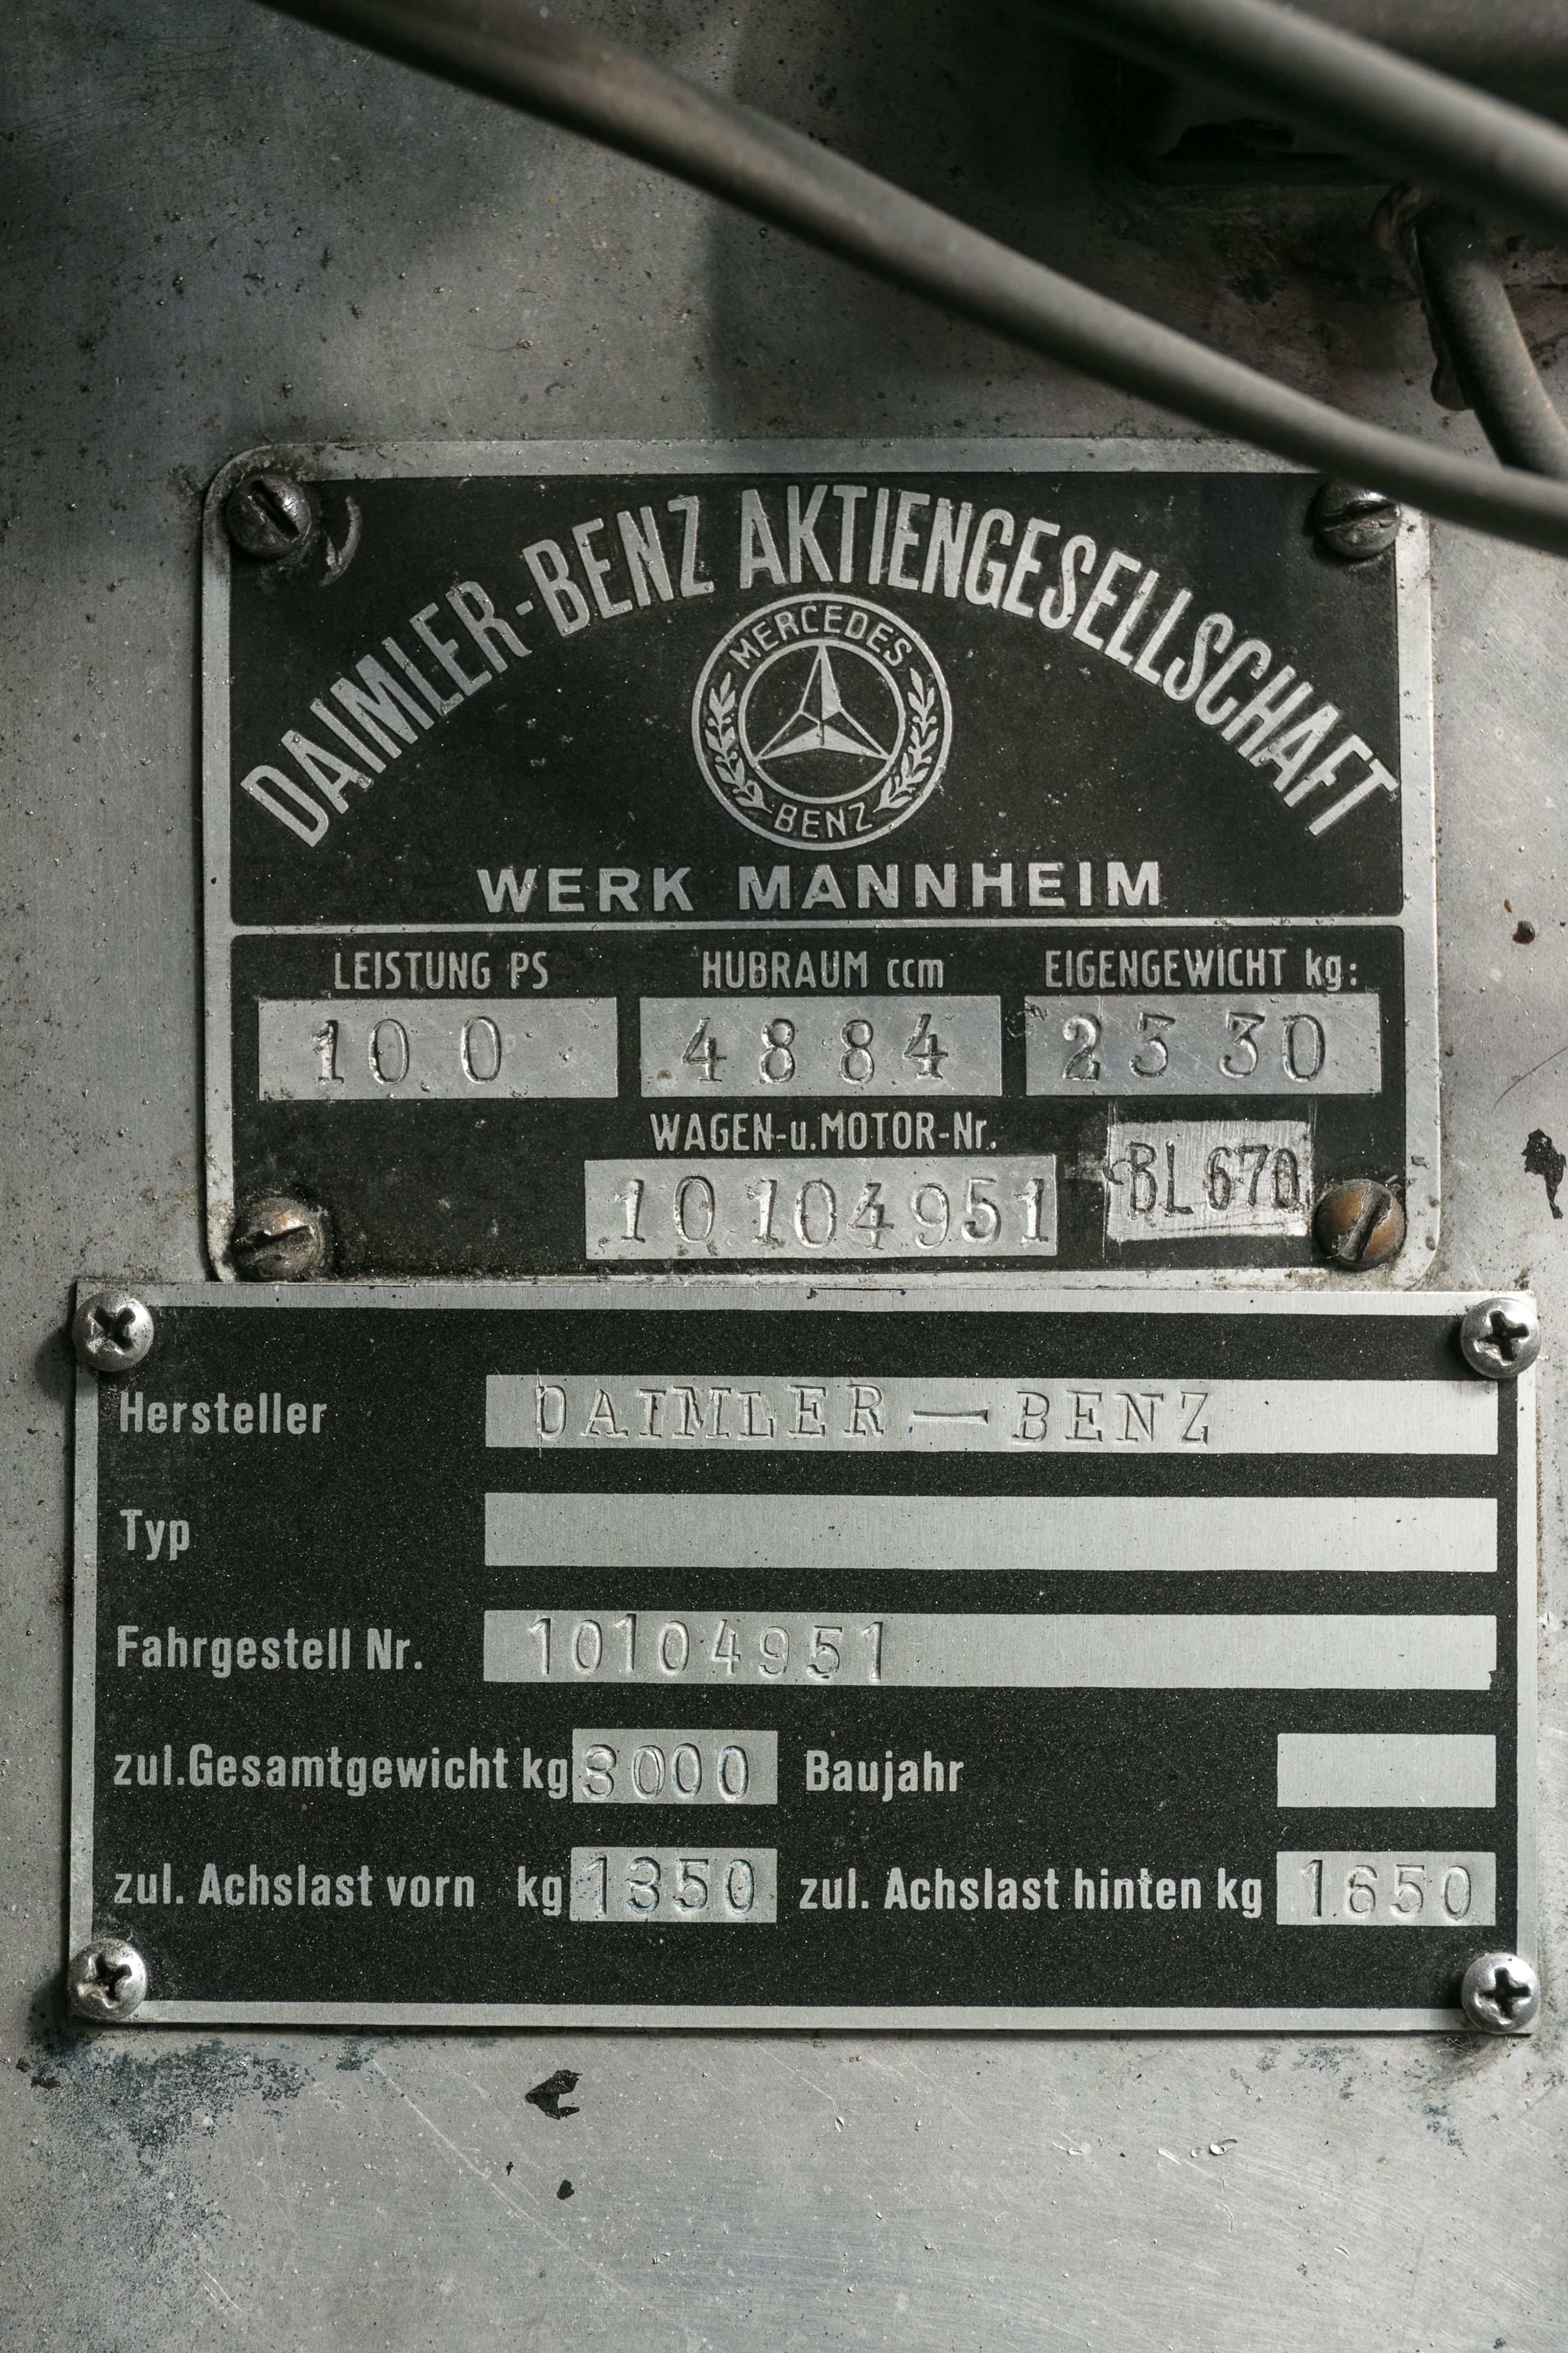 DAIMLER-BENZ AKTIENGESELLSCHAFT
MERCEDES
BENZ
WERK MANNHEIM
LEISTUNG PS HUBRAUM ccm EIGENGEWICHT kg:
100 4884 2330
WAGEN-u.MOTOR-Nr.
10104951 BL670
Hersteller DAIMLER — BENZ
Typ
Fahrgestell Nr. 10104951
zul.Gesamtgewicht kg 3000 Baujahr
zul. Achslast vorn kg 1350 zul. Achslast hinten kg 1650